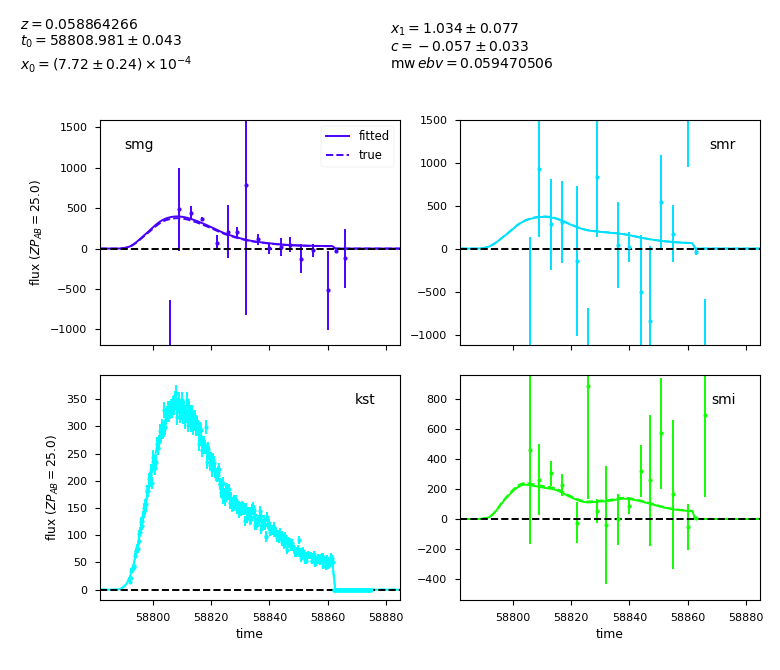 z = 0.058864266
t₀ = 58808.981 ± 0.043
x₀ = (7.72 ± 0.24) × 10⁻⁴
x₁ = 1.034 ± 0.077
c = −0.057 ± 0.033
mw ebv = 0.059470506
smg
fitted
true
1500
1000
500
0
−500
−1000
flux (ZP_AB = 25.0)
smr
1500
1000
500
0
−500
−1000
kst
350
300
250
200
150
100
50
0
flux (ZP_AB = 25.0)
58800 58820 58840 58860 58880
time
smi
800
600
400
200
0
−200
−400
58800 58820 58840 58860 58880
time